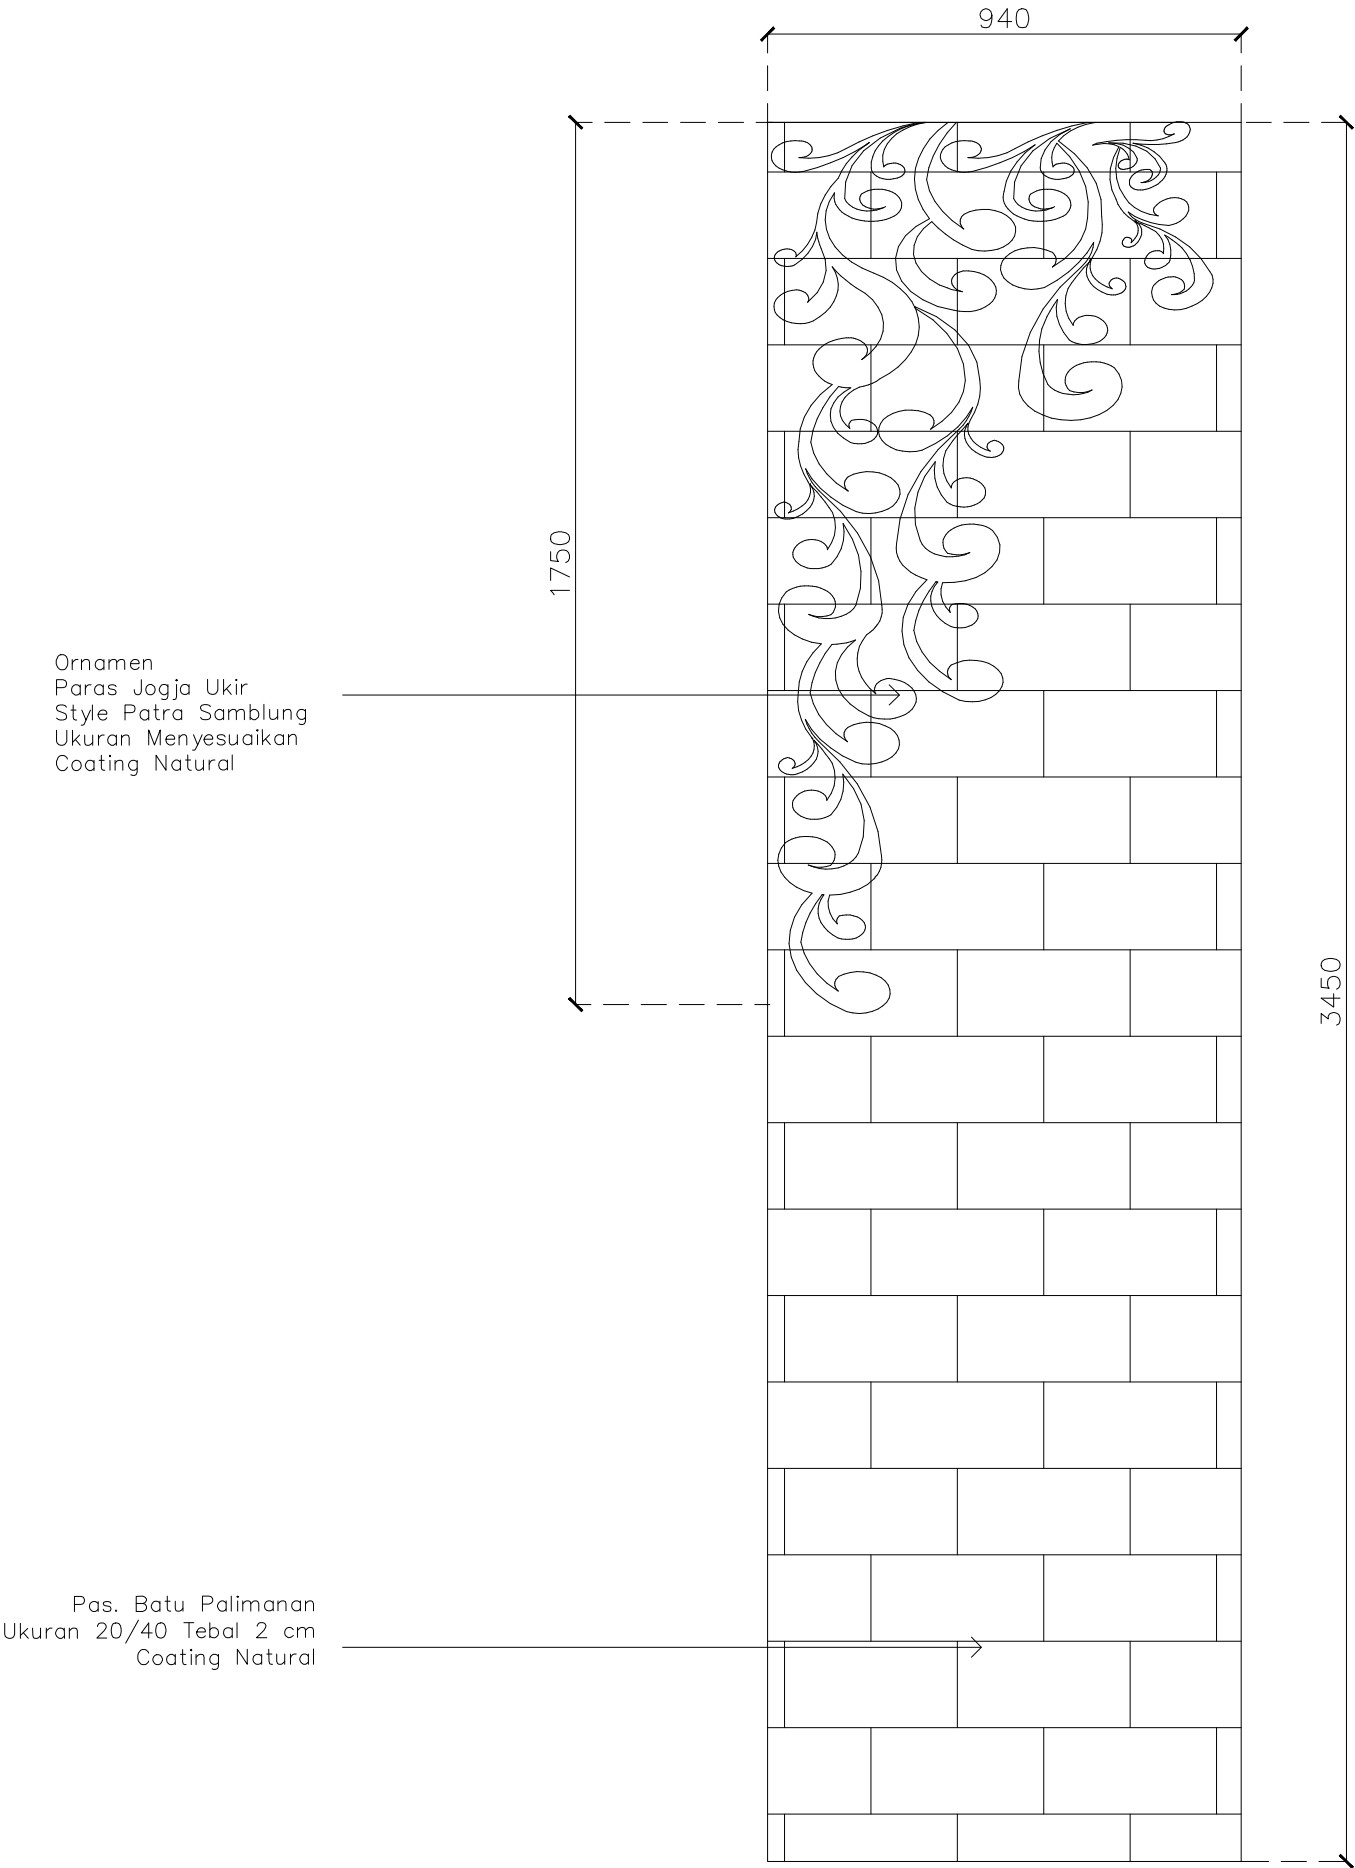 940
1750
Ornamen
Paras Jogja Ukir
Style Patra Samblung
Ukuran Menyesuaikan
Coating Natural
3450
Pas. Batu Palimanan
Ukuran 20/40 Tebal 2 cm
Coating Natural